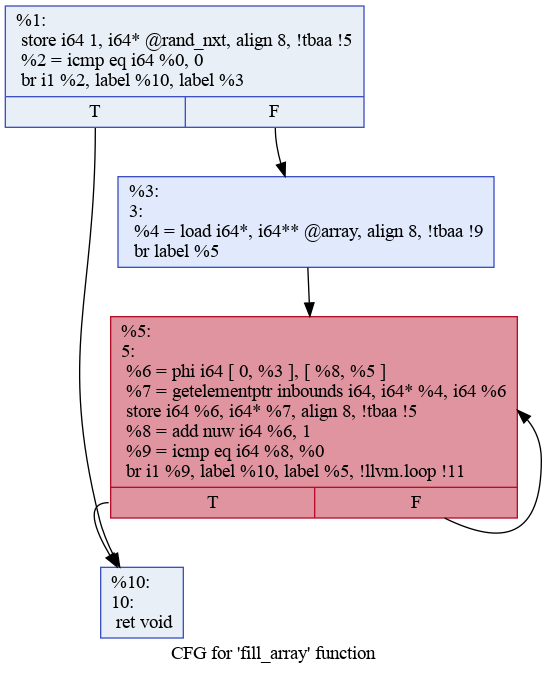 %1:
store i64 1, i64* @rand_nxt, align 8, !tbaa !5
%2 = icmp eq i64 %0, 0
br i1 %2, label %10, label %3
T F
%3:
3:
%4 = load i64*, i64** @array, align 8, !tbaa !9
br label %5
%5:
5:
%6 = phi i64 [ 0, %3 ], [ %8, %5 ]
%7 = getelementptr inbounds i64, i64* %4, i64 %6
store i64 %6, i64* %7, align 8, !tbaa !5
%8 = add nuw i64 %6, 1
%9 = icmp eq i64 %8, %0
br i1 %9, label %10, label %5, !llvm.loop !11
T F
%10:
10:
ret void
CFG for 'fill_array' function